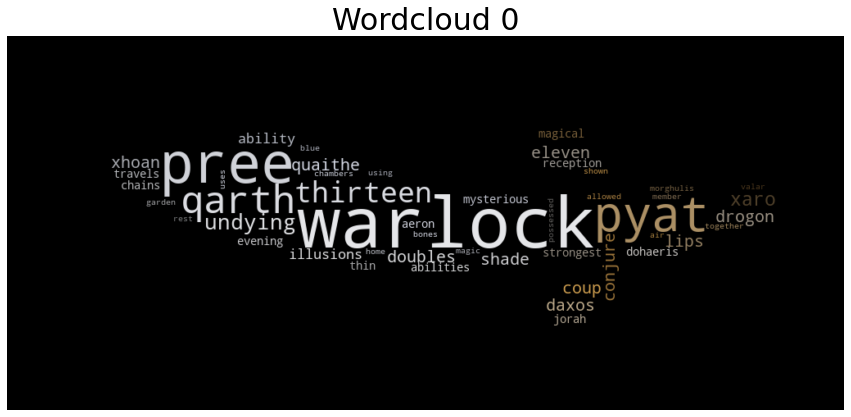 Wordcloud 0
magical
ability
blue
eleven
xhoan
pree
quaithe
reception
travels
chambers
using
shown
chains
uses
thirteen
morghulis
valar
garden
qarth
mysterious
allowed
member
xaro
rest
undying
warlock
possessed
pyat
drogon
aeron
together
evening
bones
air
lips
illusions
home
doubles
magic
shade
strongest
conjure
dohaeris
thin
abilities
coup
daxos
jorah